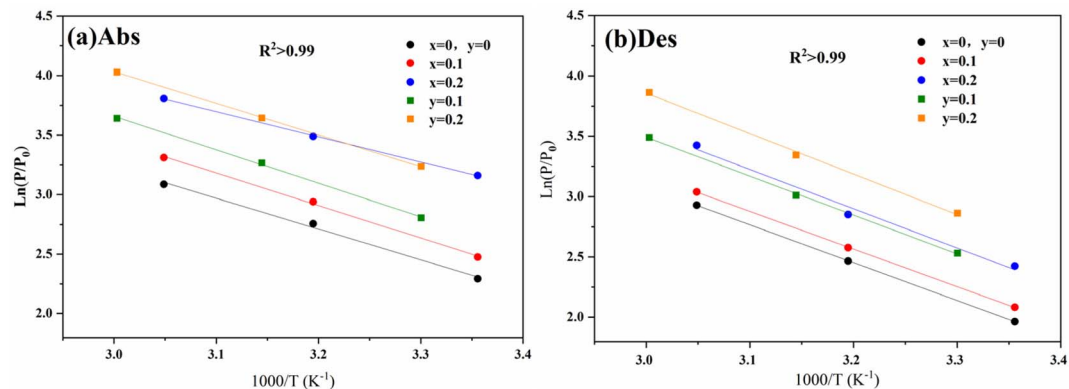 (a)Abs
R²>0.99
x=0，y=0
x=0.1
x=0.2
y=0.1
y=0.2
Ln(P/P₀)
4.5
4.0
3.5
3.0
2.5
2.0
3.0 3.1 3.2 3.3 3.4
1000/T (K⁻¹)
(b)Des
R²>0.99
x=0，y=0
x=0.1
x=0.2
y=0.1
y=0.2
Ln(P/P₀)
4.5
4.0
3.5
3.0
2.5
2.0
3.0 3.1 3.2 3.3 3.4
1000/T (K⁻¹)